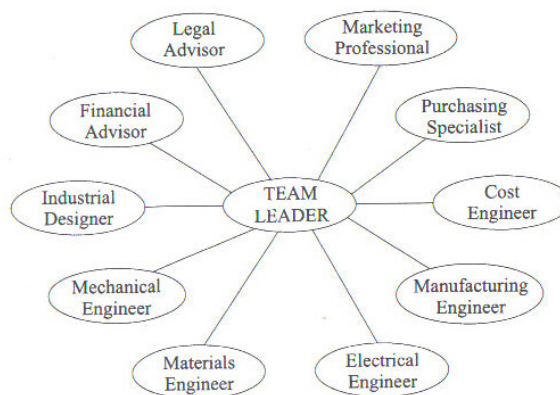 Legal
Advisor
Marketing
Professional
Financial
Advisor
Purchasing
Specialist
Industrial
Designer
TEAM
LEADER
Cost
Engineer
Mechanical
Engineer
Manufacturing
Engineer
Materials
Engineer
Electrical
Engineer